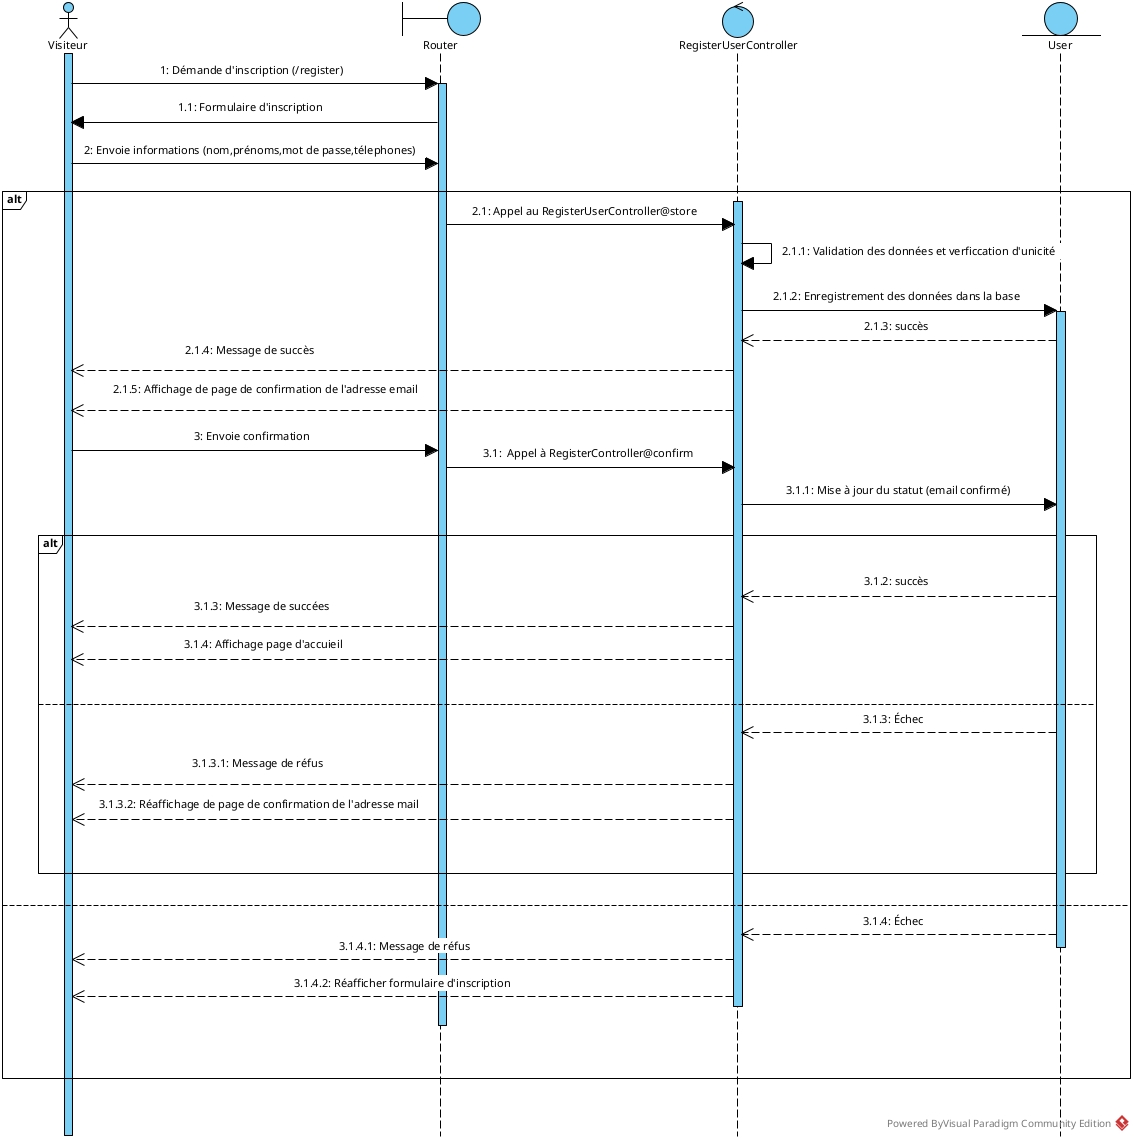 Visiteur
Router
RegisterUserController
User
1: Démande d'inscription (/register)
1.1: Formulaire d'inscription
2: Envoie informations (nom,prénoms,mot de passe,télephones)
alt
2.1: Appel au RegisterUserController@store
2.1.1: Validation des données et verficcation d'unicité
2.1.2: Enregistrement des données dans la base
2.1.3: succès
2.1.4: Message de succès
2.1.5: Affichage de page de confirmation de l'adresse email
3: Envoie confirmation
3.1: Appel à RegisterController@confirm
3.1.1: Mise à jour du statut (email confirmé)
alt
3.1.2: succès
3.1.3: Message de succées
3.1.4: Affichage page d'accuieil
3.1.3: Échec
3.1.3.1: Message de réfus
3.1.3.2: Réaffichage de page de confirmation de l'adresse mail
3.1.4: Échec
3.1.4.1: Message de réfus
3.1.4.2: Réafficher formulaire d'inscription
Powered ByVisual Paradigm Community Edition